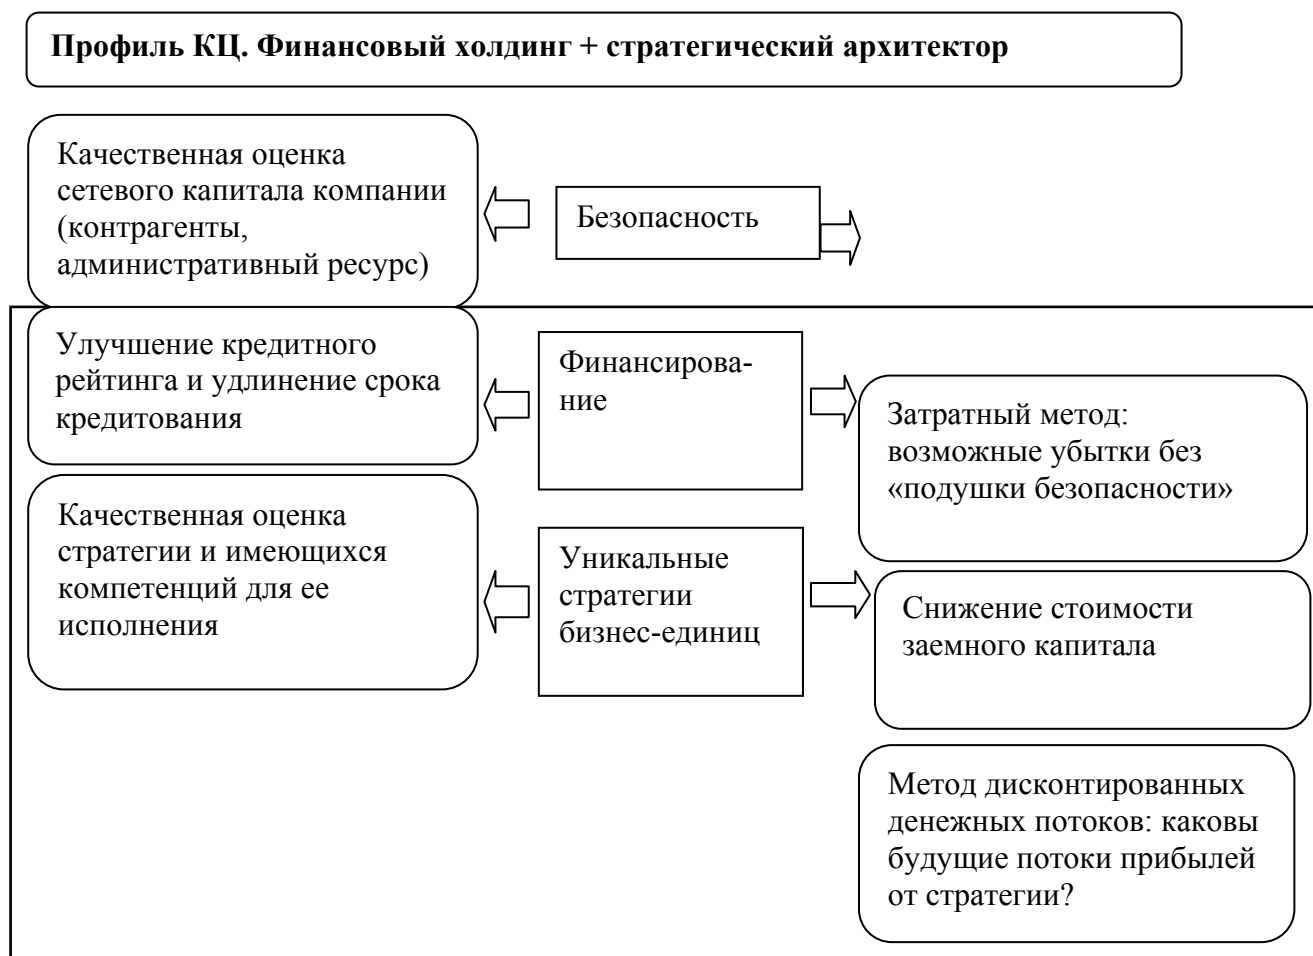 Профиль КЦ. Финансовый холдинг + стратегический архитектор
Качественная оценка
сетевого капитала компании
(контрагенты,
административный ресурс)
Безопасность
Улучшение кредитного
рейтинга и удлинение срока
кредитования
Финансирова-
ние
Затратный метод:
возможные убытки без
«подушки безопасности»
Качественная оценка
стратегии и имеющихся
компетенций для ее
исполнения
Уникальные
стратегии
бизнес-единиц
Снижение стоимости
заемного капитала
Метод дисконтированных
денежных потоков: каковы
будущие потоки прибылей
от стратегии?